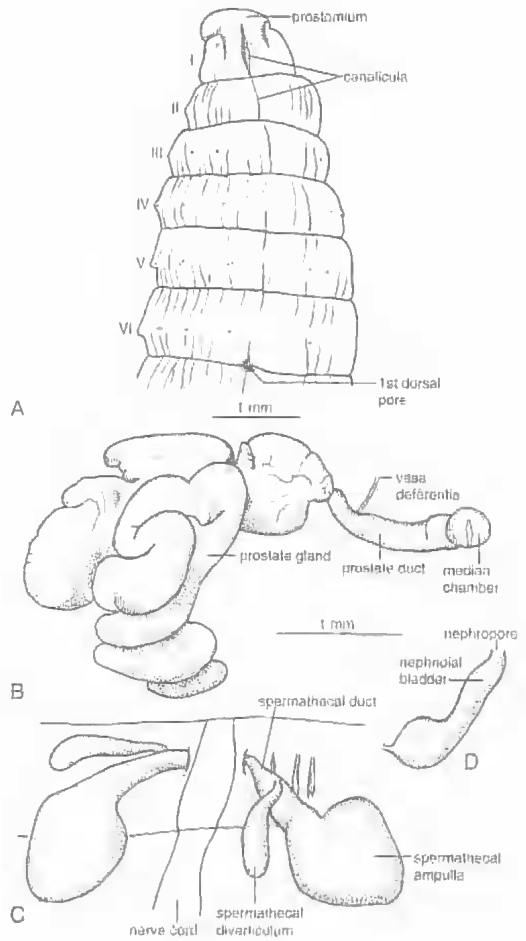 prostomium
I
canalicula
II
III
IV
V
VI
1st dorsal
pore
A
1 mm
vasa
deferentia
prostate gland
prostate duct
median
chamber
1 mm
nephropore
nephridial
bladder
B
spermathecal duct
D
spermathecal
ampulla
C
nerve cord
spermathecal
diverticulum